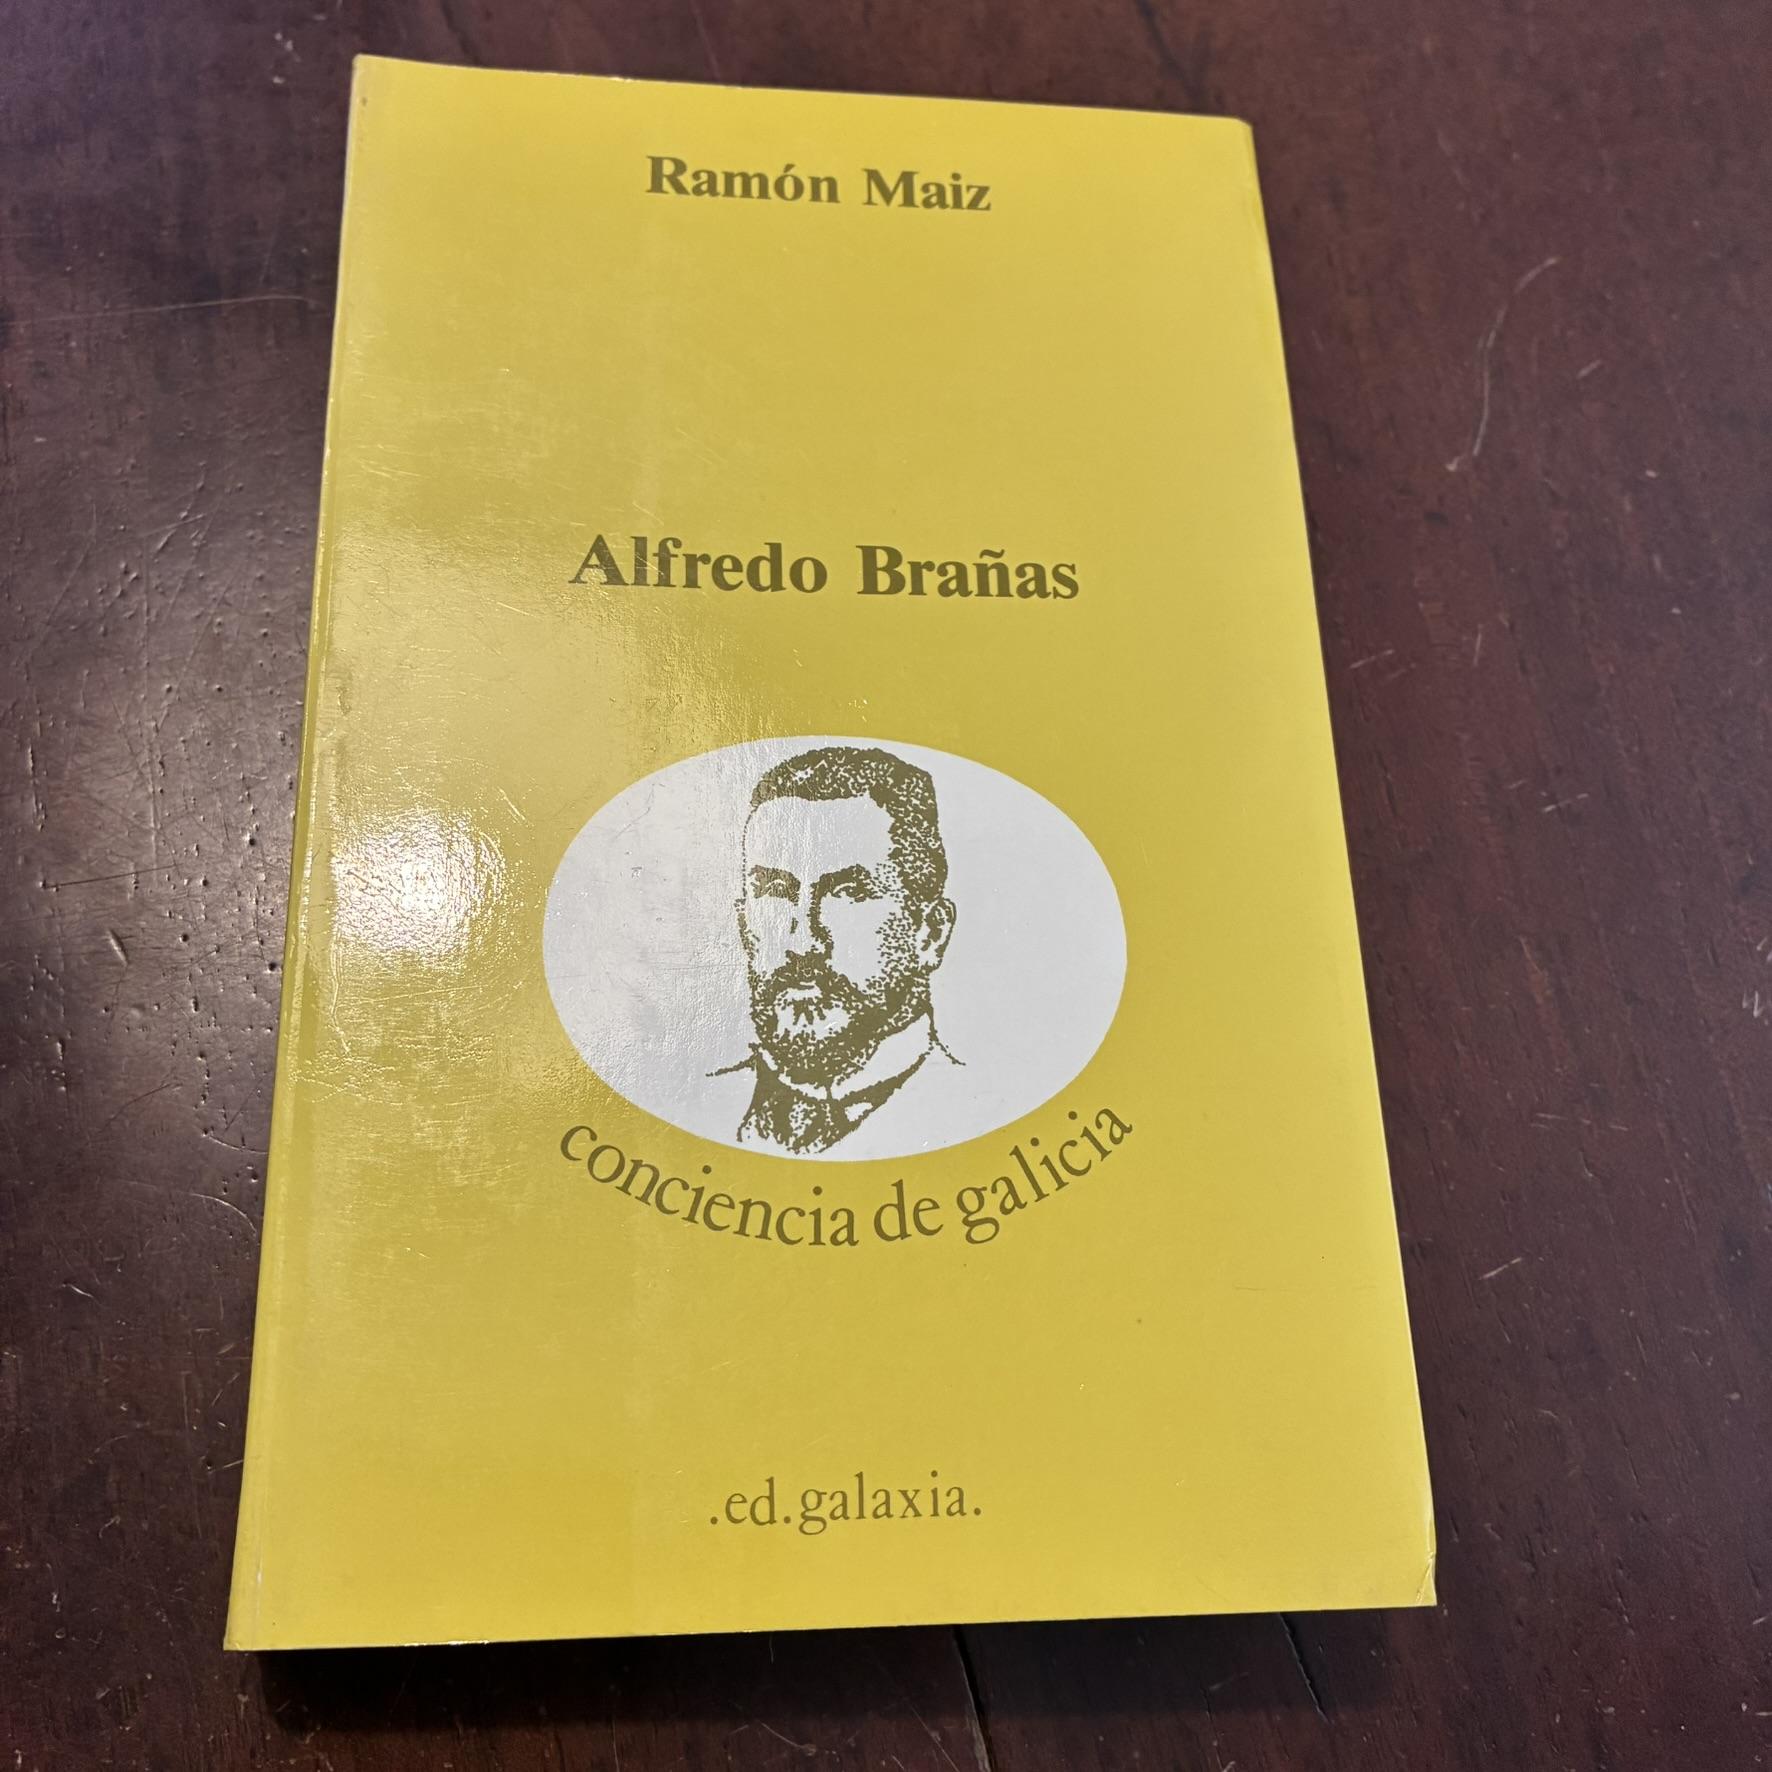 Ramón Maiz
Alfredo Brañas
conciencia de galicia
.ed.galaxia.